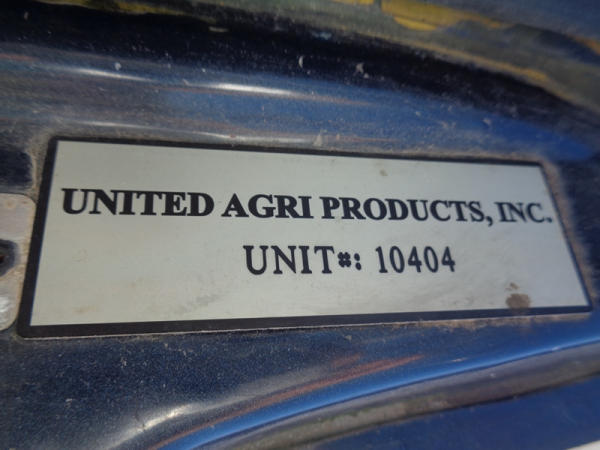 UNITED AGRI PRODUCTS, INC.
UNIT#: 10404